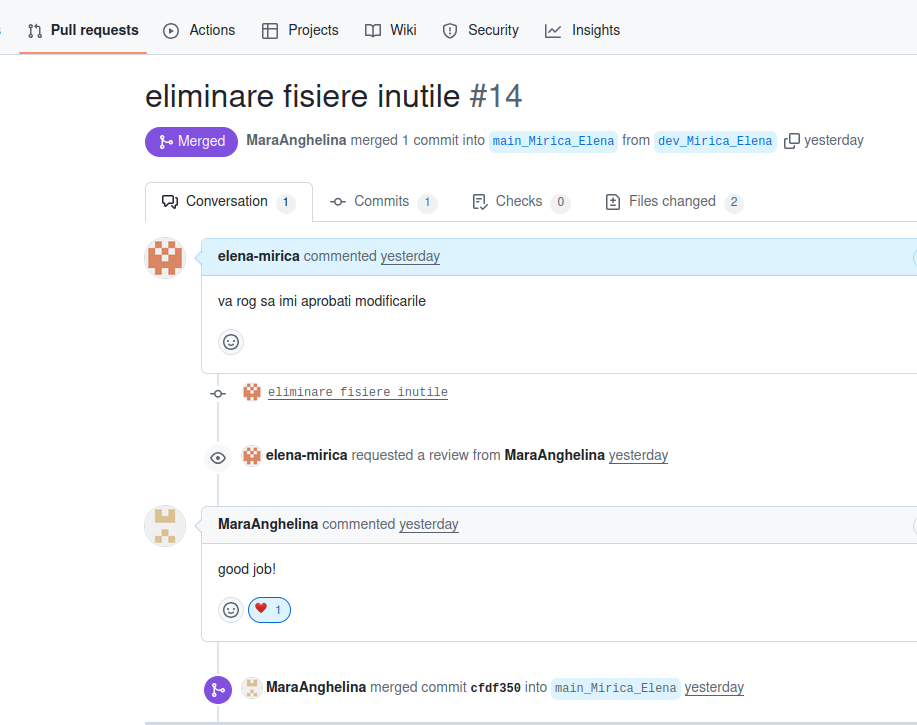 Pull requests Actions Projects Wiki Security Insights
eliminare fisiere inutile #14
Merged MaraAnghelina merged 1 commit into main_Mirica_Elena from dev_Mirica_Elena yesterday
Conversation 1 Commits 1 Checks 0 Files changed 2
elena-mirica commented yesterday
va rog sa imi aprobati modificarile
eliminare fisiere inutile
elena-mirica requested a review from MaraAnghelina yesterday
MaraAnghelina commented yesterday
good job!
1
MaraAnghelina merged commit cfdf350 into main_Mirica_Elena yesterday